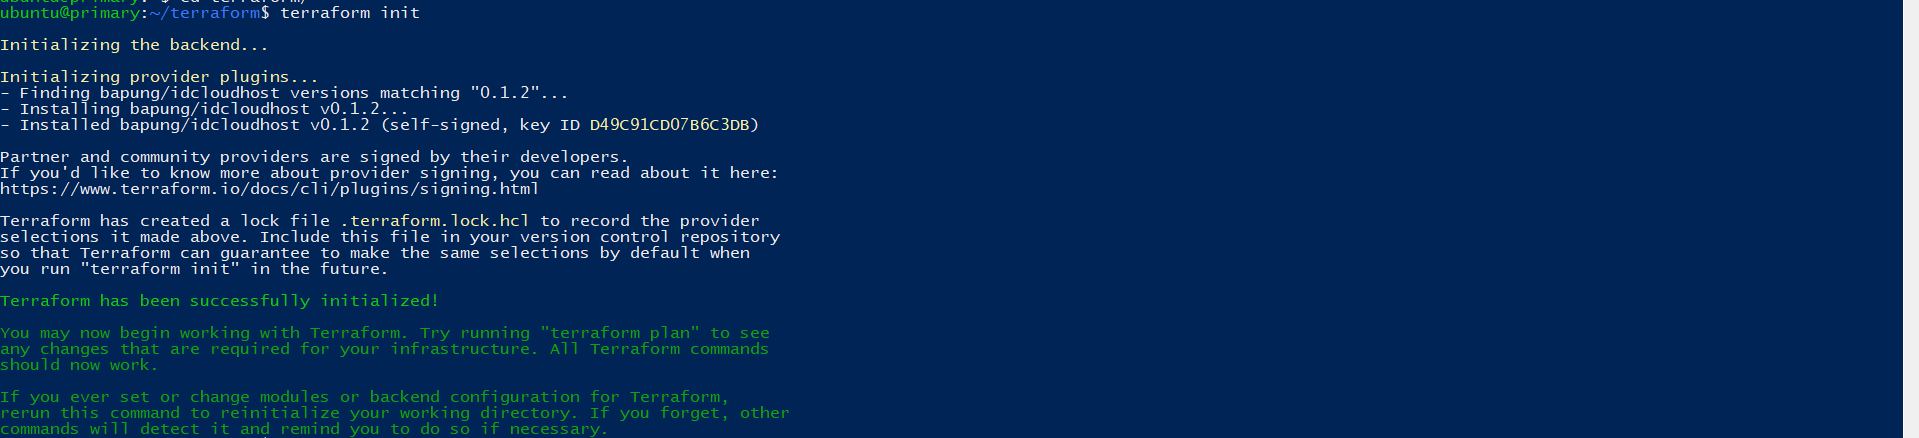 ubuntu@primary:~$ cd terraform/
ubuntu@primary:~/terraform$ terraform init
Initializing the backend...
Initializing provider plugins...
- Finding bapung/idcloudhost versions matching "0.1.2"...
- Installing bapung/idcloudhost v0.1.2...
- Installed bapung/idcloudhost v0.1.2 (self-signed, key ID D49C91CD07B6C3DB)
Partner and community providers are signed by their developers.
If you'd like to know more about provider signing, you can read about it here:
https://www.terraform.io/docs/cli/plugins/signing.html
Terraform has created a lock file .terraform.lock.hcl to record the provider
selections it made above. Include this file in your version control repository
so that Terraform can guarantee to make the same selections by default when
you run "terraform init" in the future.
Terraform has been successfully initialized!
You may now begin working with Terraform. Try running "terraform plan" to see
any changes that are required for your infrastructure. All Terraform commands
should now work.
If you ever set or change modules or backend configuration for Terraform,
rerun this command to reinitialize your working directory. If you forget, other
commands will detect it and remind you to do so if necessary.